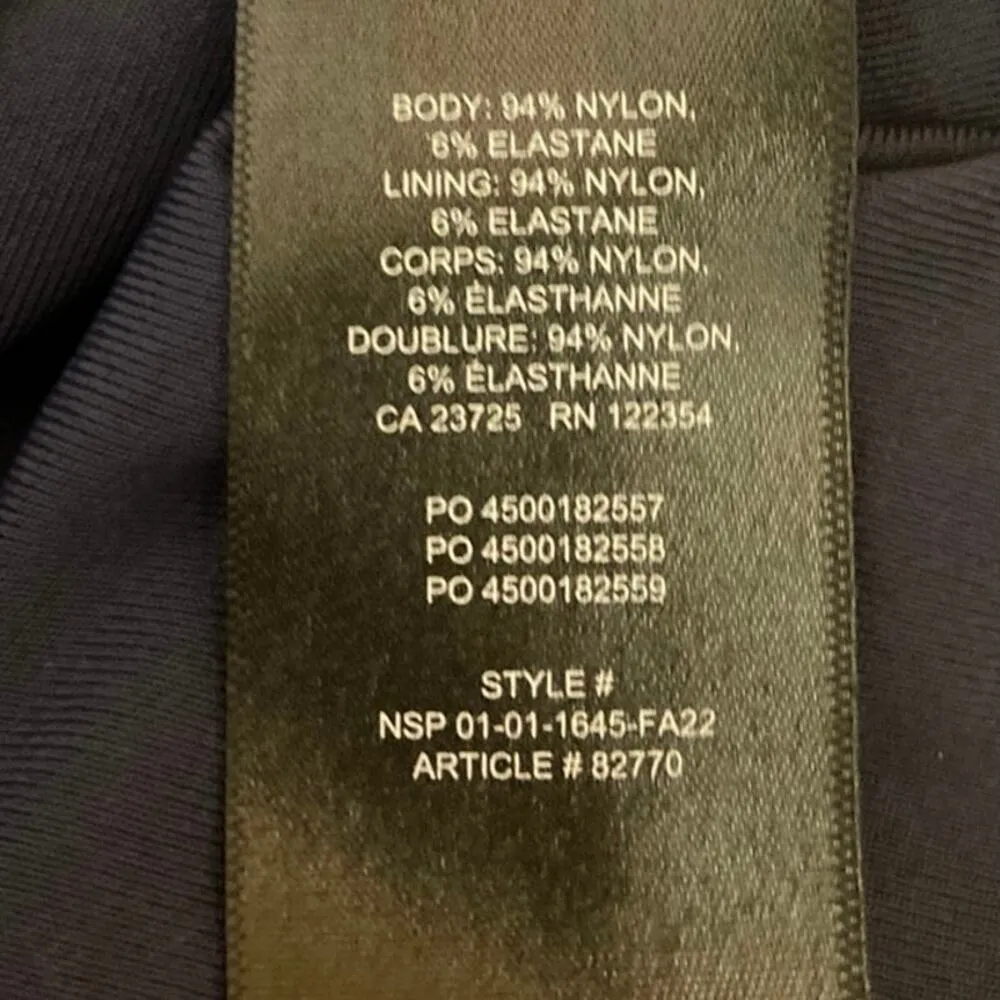 BODY: 94% NYLON,
6% ELASTANE
LINING: 94% NYLON,
6% ELASTANE
CORPS: 94% NYLON,
6% ÉLASTHANNE
DOUBLURE: 94% NYLON,
6% ÉLASTHANNE
CA 23725 RN 122354
PO 4500182557
PO 4500182558
PO 4500182559
STYLE #
NSP 01-01-1645-FA22
ARTICLE # 82770